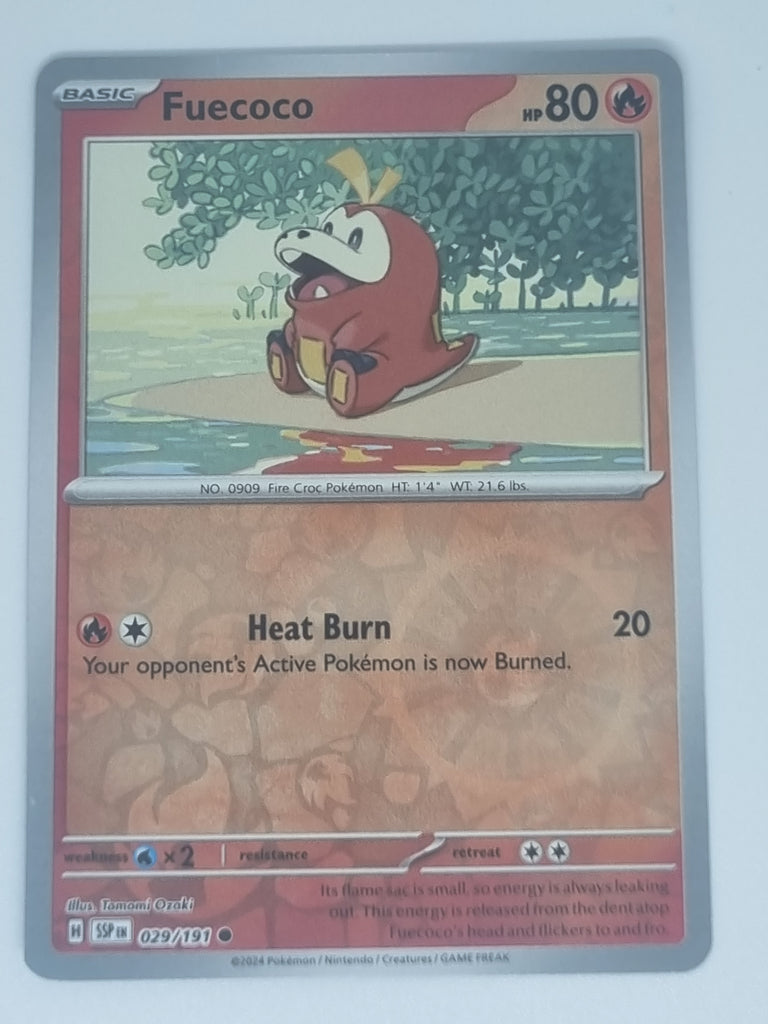 BASIC Fuecoco HP 80
NO. 0909 Fire Croc Pokémon HT: 1'4" WT: 21.6 lbs.
Heat Burn 20
Your opponent's Active Pokémon is now Burned.
weakness ×2 resistance retreat
Its flame sac is small, so energy is always leaking
out. This energy is released from the dent atop
Fuecoco's head and flickers to and fro.
Illus. Tomomi Ozaki
H SSP EN 029/191
©2024 Pokémon / Nintendo / Creatures / GAME FREAK